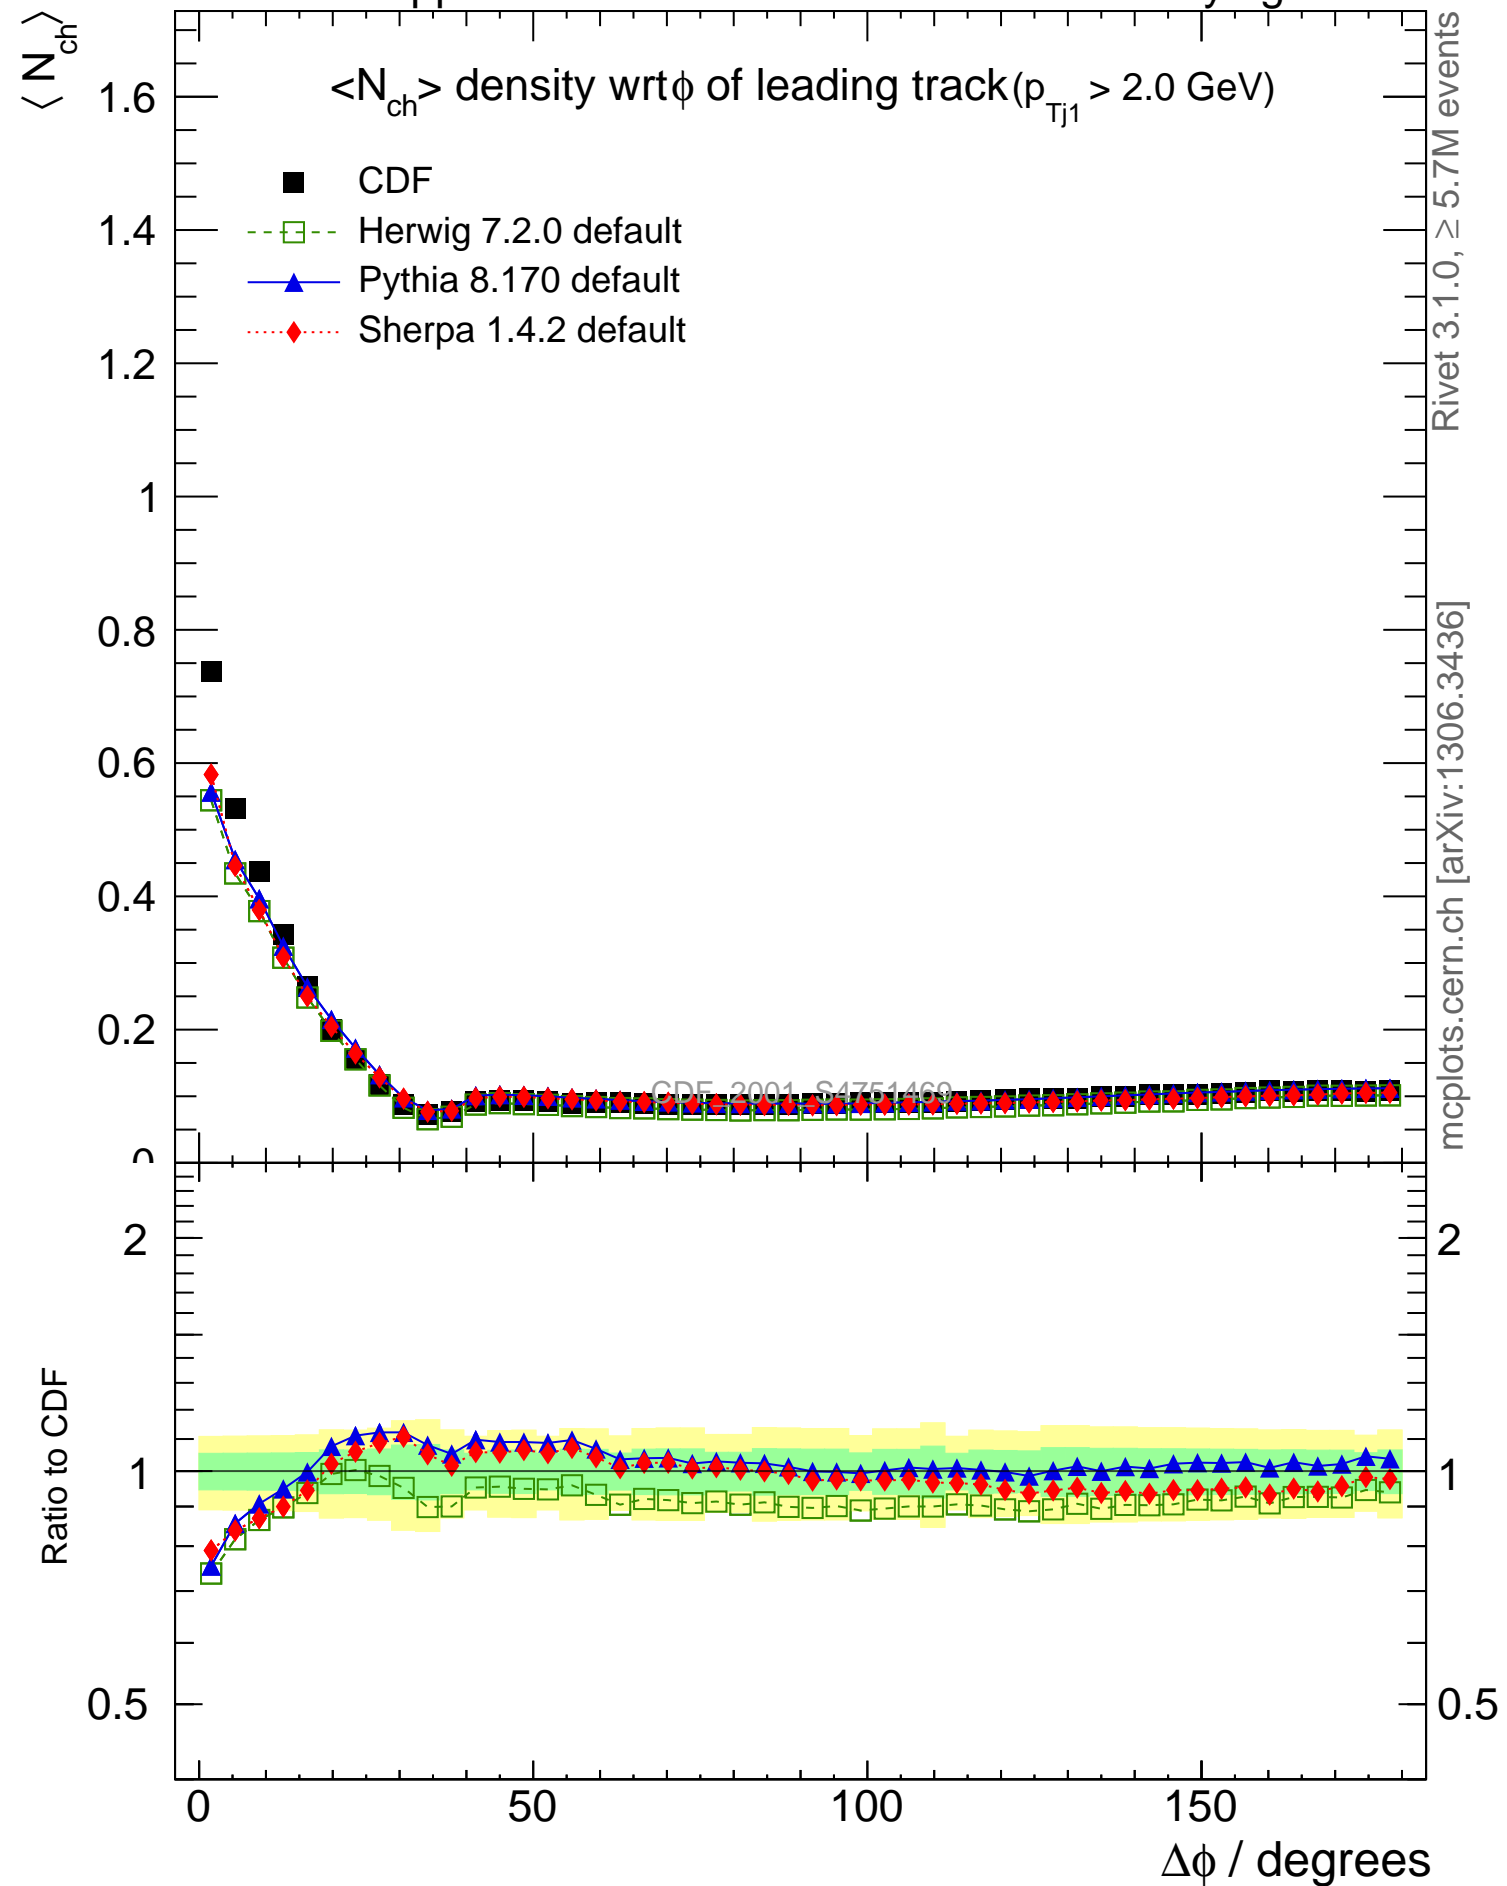 ⟨ N_ch ⟩
<N_ch> density wrt ϕ of leading track (p_Tj1 > 2.0 GeV)
CDF
Herwig 7.2.0 default
Pythia 8.170 default
Sherpa 1.4.2 default
1.6
1.4
1.2
1
0.8
0.6
0.4
0.2
0
CDF_2001_S4751469
Rivet 3.1.0, ≥ 5.7M events
mcplots.cern.ch [arXiv:1306.3436]
Ratio to CDF
2
1
0.5
2
1
0.5
0
50
100
150
Δϕ / degrees